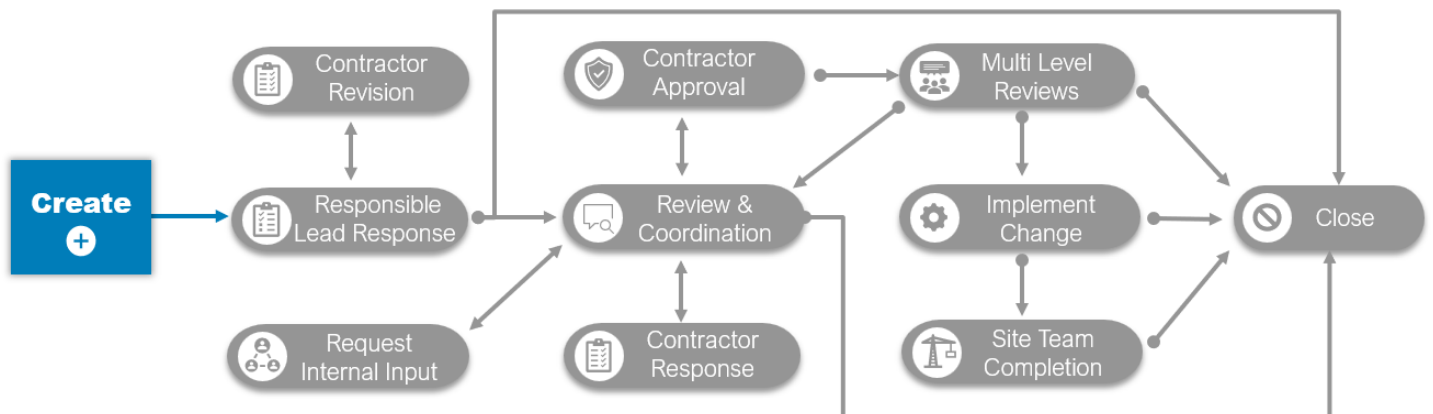 Contractor
Revision
Contractor
Approval
Multi Level
Reviews
Create
Responsible
Lead Response
Review &
Coordination
Implement
Change
Close
Request
Internal Input
Contractor
Response
Site Team
Completion